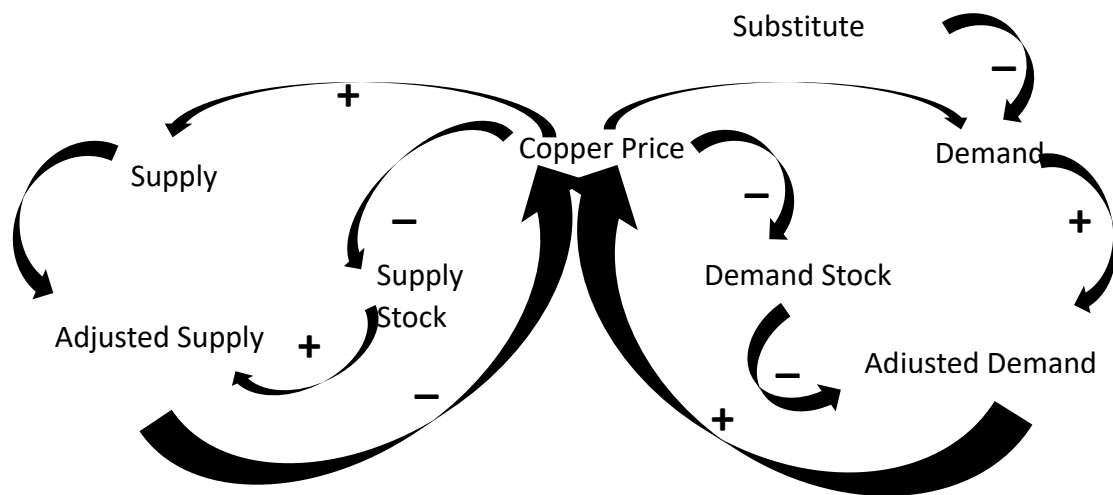 Substitute
−
+
Copper Price
Demand
Supply
−
−
+
Supply
Stock
Demand Stock
Adjusted Supply
+
−
Adiusted Demand
−
+